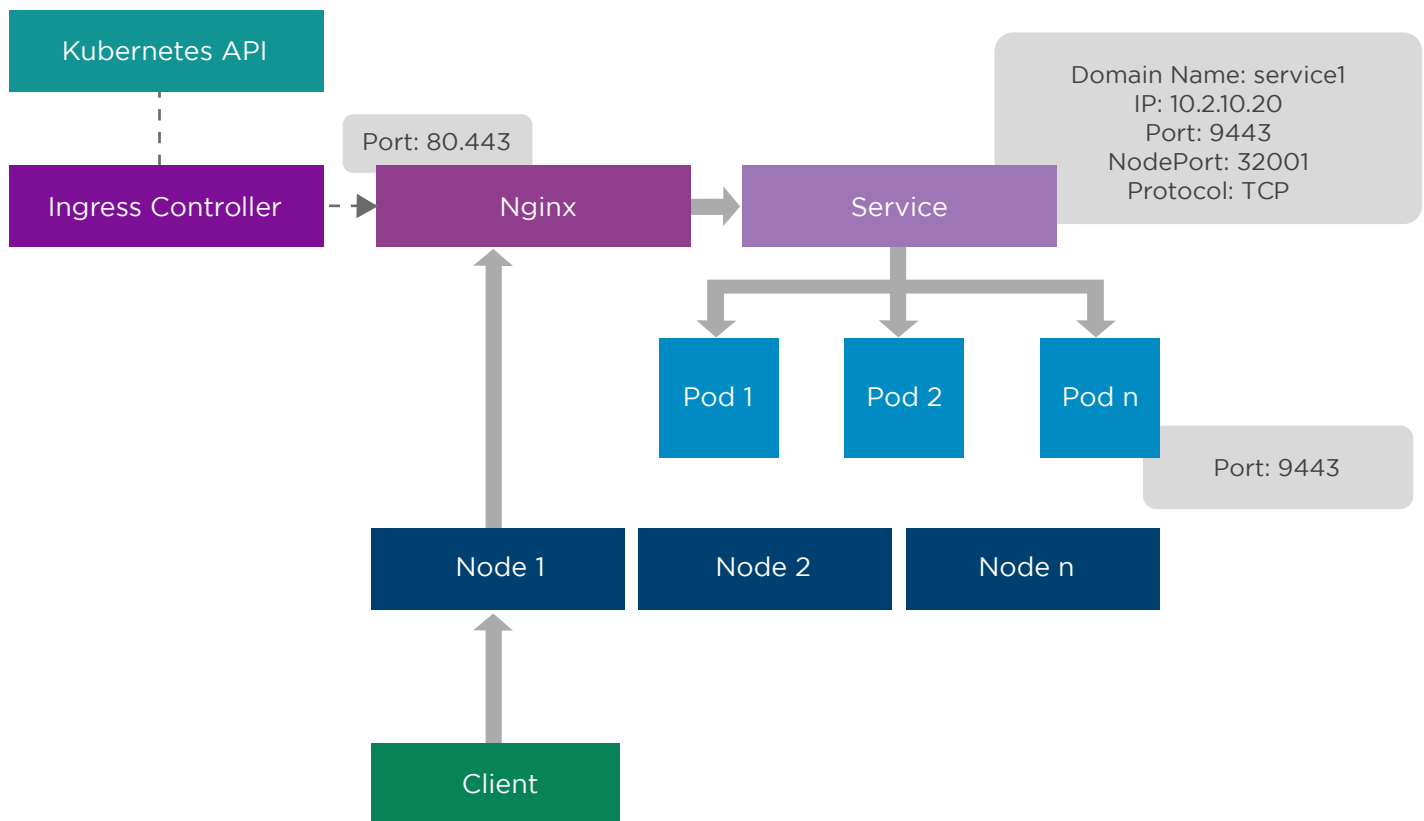 Kubernetes API
Domain Name: service1
IP: 10.2.10.20
Port: 9443
NodePort: 32001
Protocol: TCP
Port: 80.443
Ingress Controller
Nginx
Service
Pod 1
Pod 2
Pod n
Port: 9443
Node 1
Node 2
Node n
Client